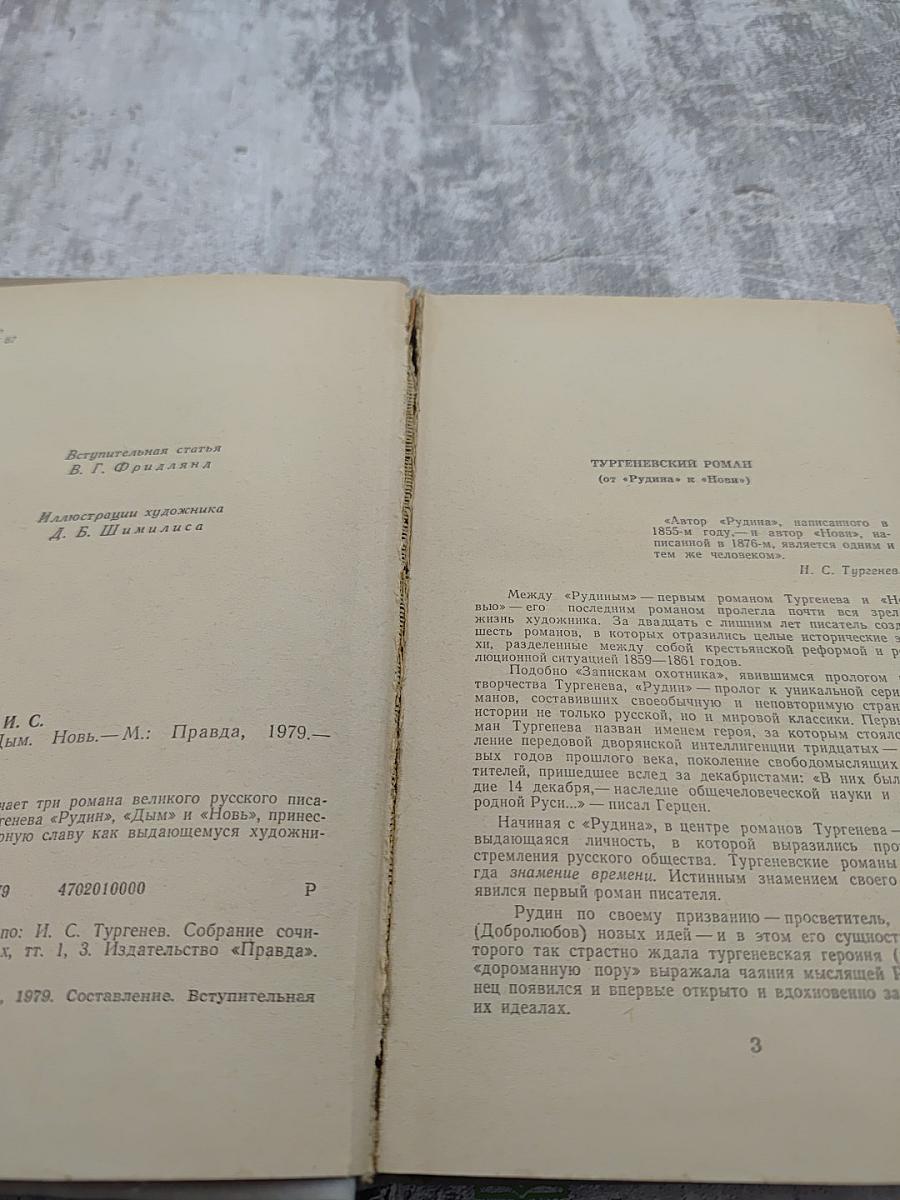 87
Вступительная статья
В. Г. Фридлянд
Иллюстрации художника
Д. Б. Шимилиса
И. С.
Дым. Новь.— М.: Правда, 1979.—
чает три романа великого русского писа-
генева «Рудин», «Дым» и «Новь», принес-
рную славу как выдающемуся художни-
79 4702010000 Р
по: И. С. Тургенев. Собрание сочи-
х, тт. 1, 3. Издательство «Правда».
, 1979. Составление. Вступительная
ТУРГЕНЕВСКИЙ РОМАН
(от «Рудина» к «Нови»)
«Автор «Рудина», написанного в
1855-м году,— и автор «Нови», на-
писанной в 1876-м, является одним и
тем же человеком».
И. С. Тургенев
Между «Рудиным» — первым романом Тургенева и «Но
вью» — его последним романом пролегла почти вся зрел
жизнь художника. За двадцать с лишним лет писатель созд
шесть романов, в которых отразились целые исторические э
хи, разделенные между собой крестьянской реформой и р
люционной ситуацией 1859—1861 годов.
Подобно «Запискам охотника», явившимся прологом
творчества Тургенева, «Рудин» — пролог к уникальной сери
манов, составивших своеобычную и неповторимую стран
истории не только русской, но и мировой классики. Первы
ман Тургенева назван именем героя, за которым стояло
ление передовой дворянской интеллигенции тридцатых —
вых годов прошлого века, поколение свободомыслящих
тителей, пришедшее вслед за декабристами: «В них был
дие 14 декабря,— наследие общечеловеческой науки и
родной Руси...» — писал Герцен.
Начиная с «Рудина», в центре романов Тургенева —
выдающаяся личность, в которой выразились про
стремления русского общества. Тургеневские романы
гда знамение времени. Истинным знамением своего
явился первый роман писателя.
Рудин по своему призванию — просветитель,
(Добролюбов) новых идей — и в этом его сущност
торого так страстно ждала тургеневская героиня (
«дороманную пору» выражала чаяния мыслящей Р
нец появился и впервые открыто и вдохновенно за
их идеалах.
3